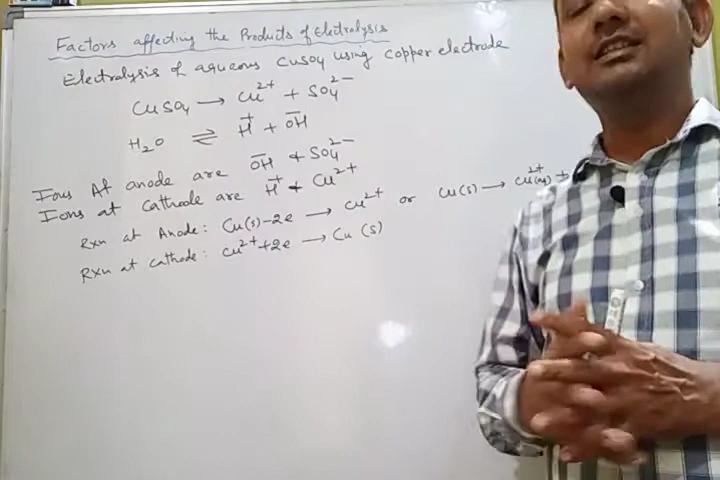 Factors affecting the Products of Electrolysis
Electralysis of aqueous CuSO4 using copper electrode
CuSO4 → Cu²⁺ + SO4²⁻
H2O ⇌ H⁺ + OH⁻
Ions At anode are OH⁻ + SO4²⁻
Ions at cathode are H⁺ + Cu²⁺
Rxn at Anode: Cu(s) - 2e → Cu²⁺ or Cu(s) → Cu²⁺(aq) +
Rxn at cathode: Cu²⁺ + 2e → Cu (s)